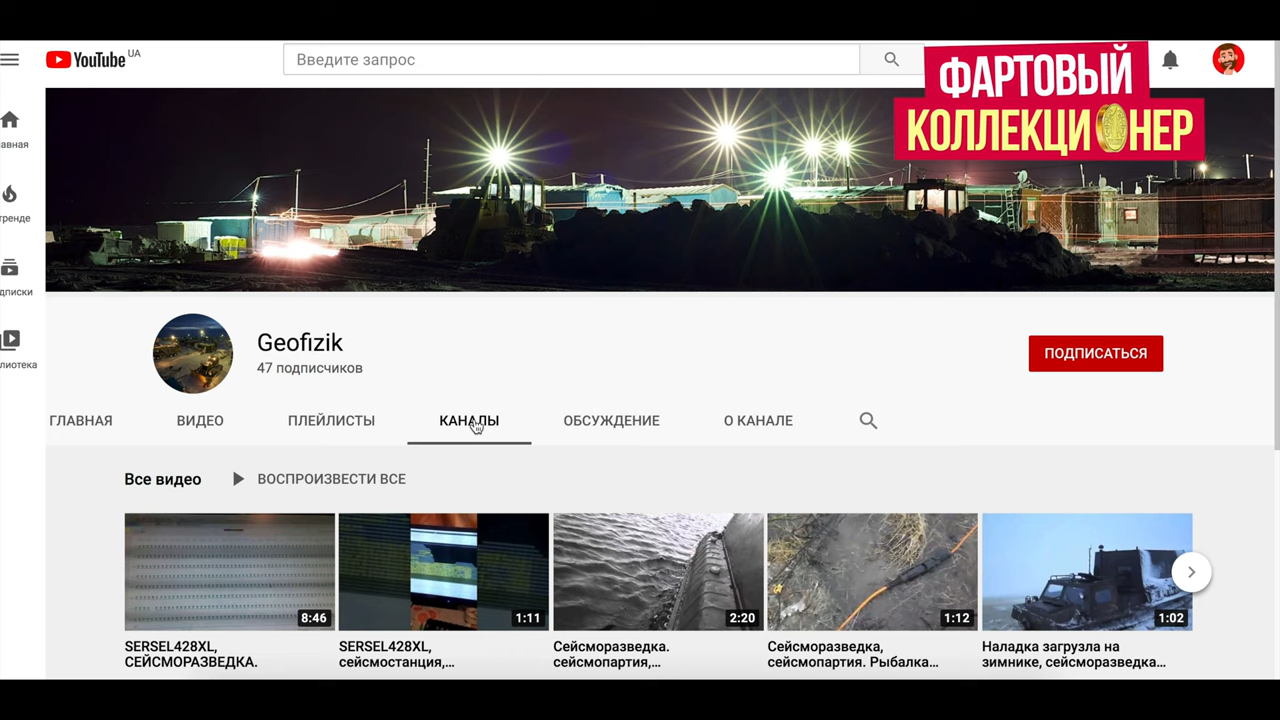 YouTube UA
Введите запрос
ФАРТОВЫЙ
КОЛЛЕКЦИОНЕР
авная
тренде
дписки
блиотека
Geofizik
47 подписчиков
ПОДПИСАТЬСЯ
ГЛАВНАЯ ВИДЕО ПЛЕЙЛИСТЫ КАНАЛЫ ОБСУЖДЕНИЕ О КАНАЛЕ
Все видео ВОСПРОИЗВЕСТИ ВСЕ
8:46 1:11 2:20 1:12 1:02
SERSEL428XL,
СЕЙСМОРАЗВЕДКА.
SERSEL428XL,
сейсмостанция,...
Сейсморазведка.
сейсмопартия,...
Сейсморазведка,
сейсмопартия. Рыбалка...
Наладка загрузла на
зимнике, сейсморазведка...